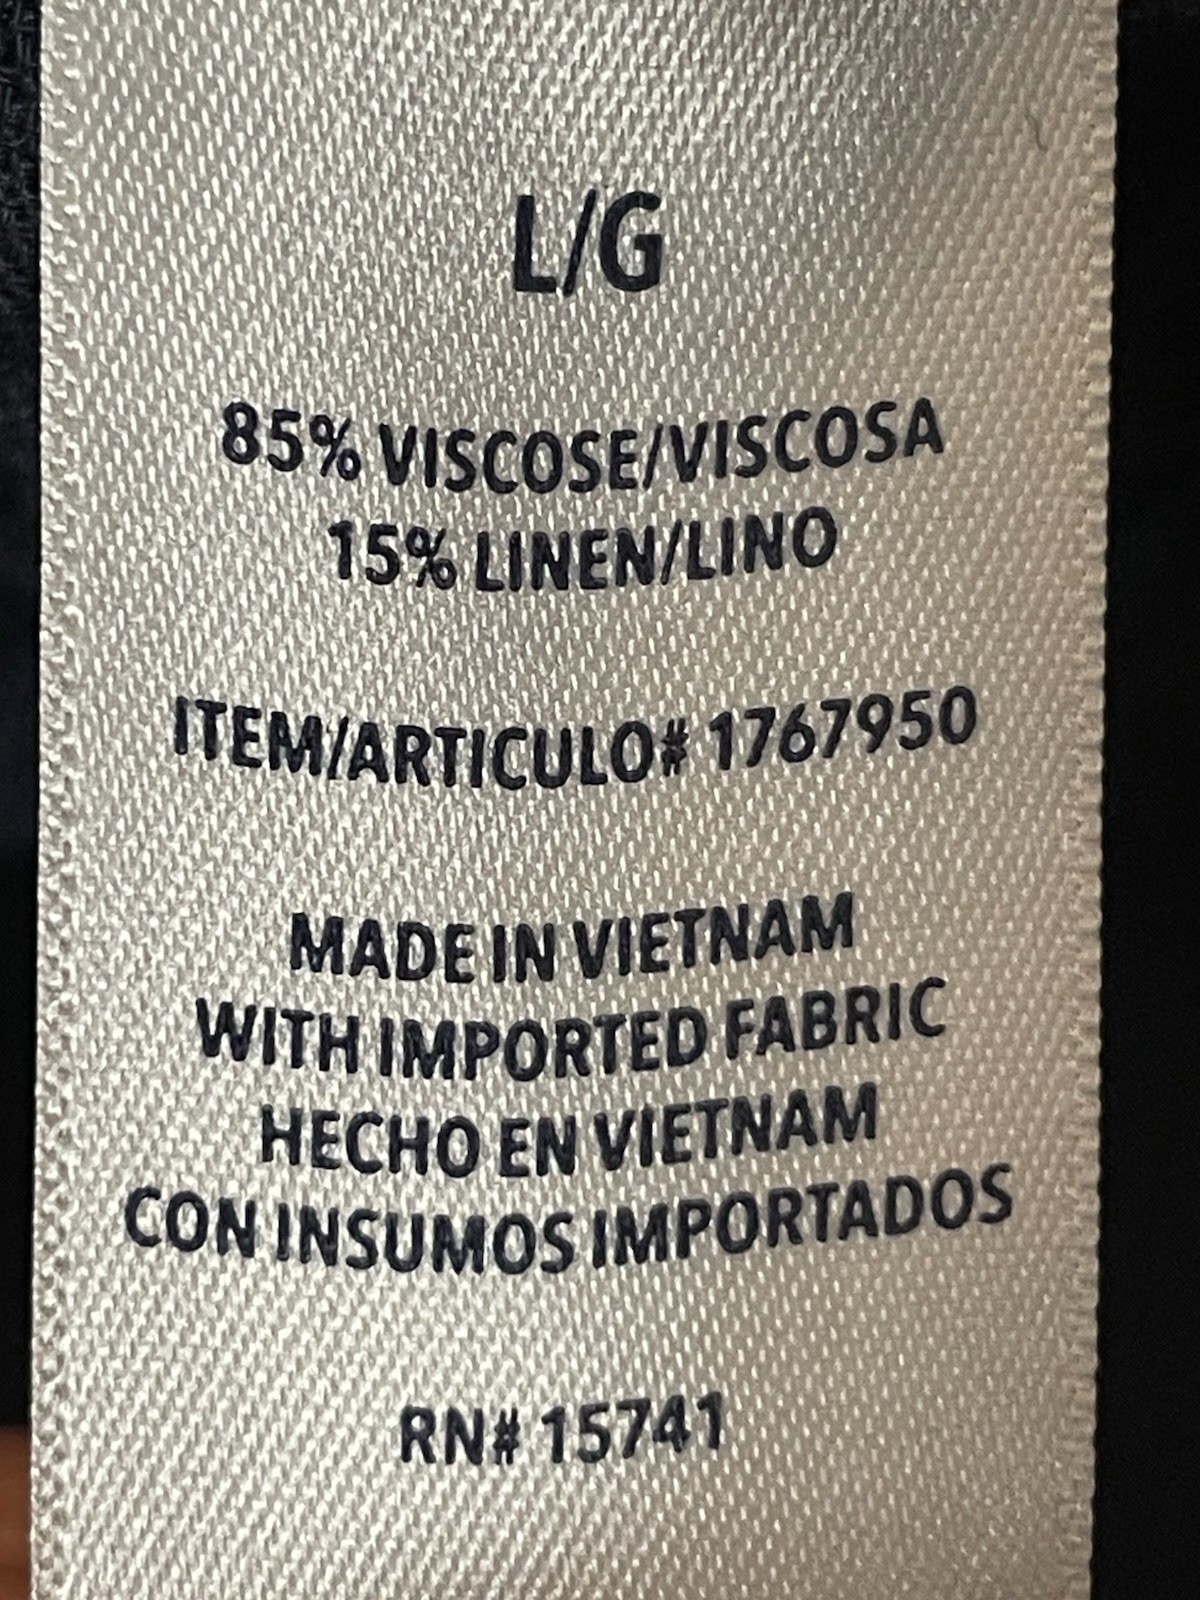 L/G
85% VISCOSE/VISCOSA
15% LINEN/LINO
ITEM/ARTICULO# 1767950
MADE IN VIETNAM
WITH IMPORTED FABRIC
HECHO EN VIETNAM
CON INSUMOS IMPORTADOS
RN# 15741